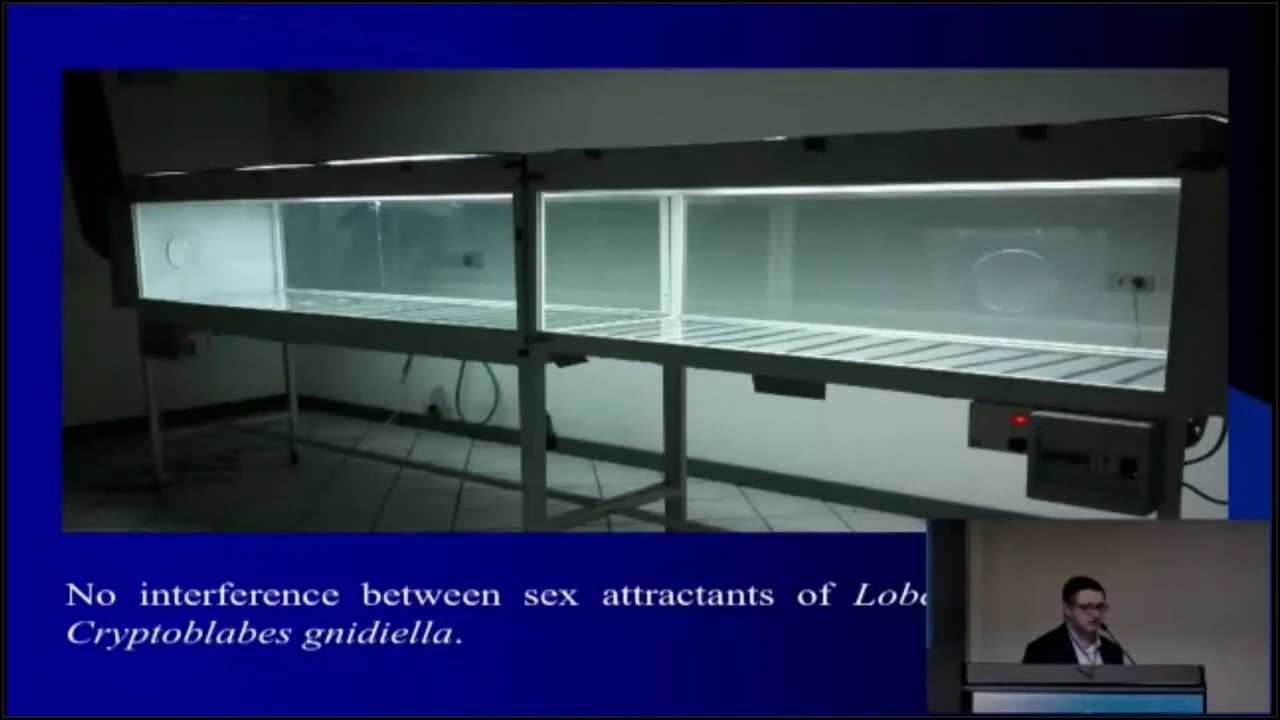 No interference between sex attractants of
Cryptoblabes gnidiella.